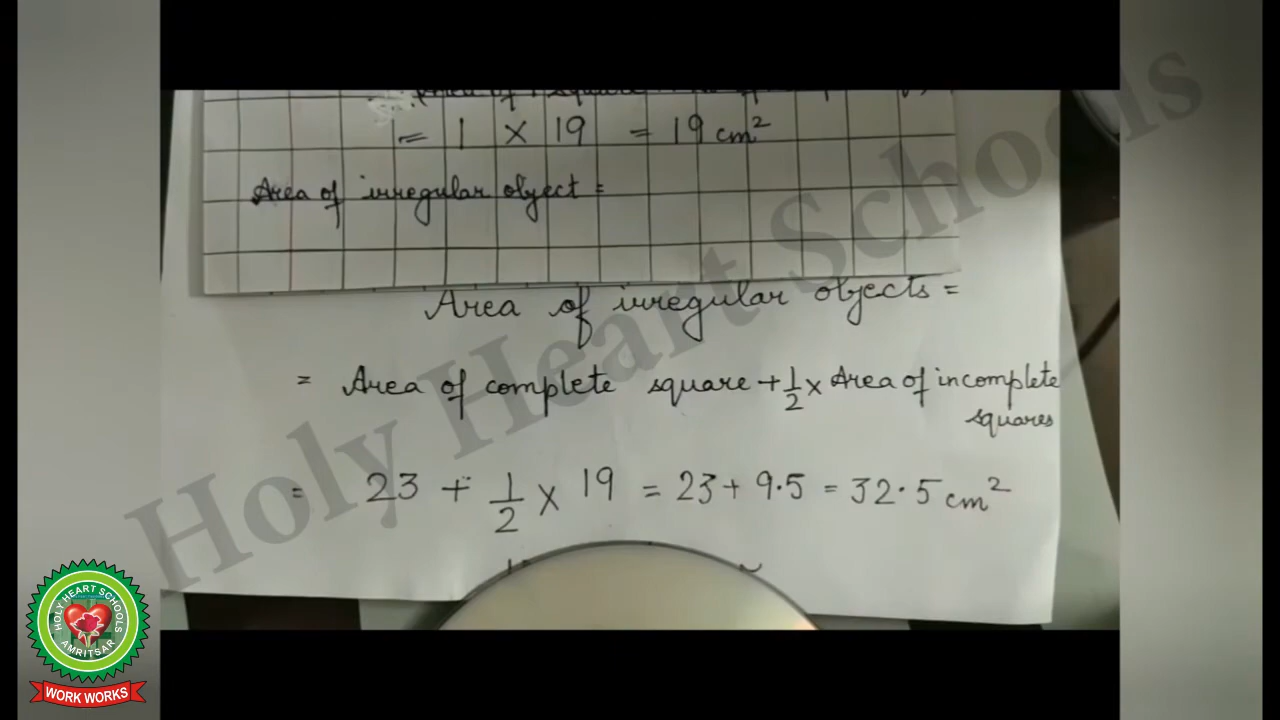 = 1 × 19 = 19 cm²
Area of irregular object =
Area of irregular objects =
= Area of complete square + 1/2 × Area of incomplete
squares
= 23 + 1/2 × 19 = 23 + 9.5 = 32.5 cm²
Holy Heart Schools
HOLY HEART SCHOOLS
AMRITSAR
WORK WORKS